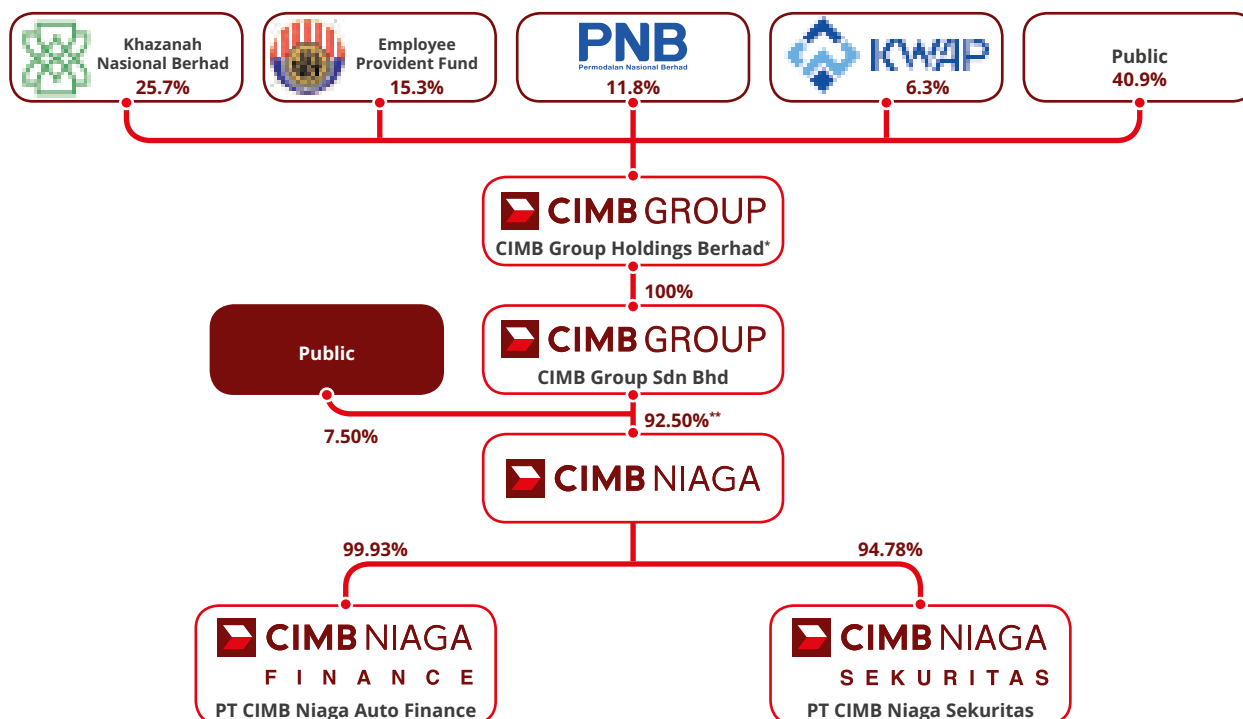 Khazanah
Nasional Berhad
25.7%
Employee
Provident Fund
15.3%
PNB
Permodalan Nasional Berhad
11.8%
KWAP
6.3%
Public
40.9%
CIMB GROUP
CIMB Group Holdings Berhad*
100%
CIMB GROUP
CIMB Group Sdn Bhd
Public
7.50%
92.50%**
CIMB NIAGA
99.93%
94.78%
CIMB NIAGA
FINANCE
PT CIMB Niaga Auto Finance
CIMB NIAGA
SEKURITAS
PT CIMB Niaga Sekuritas